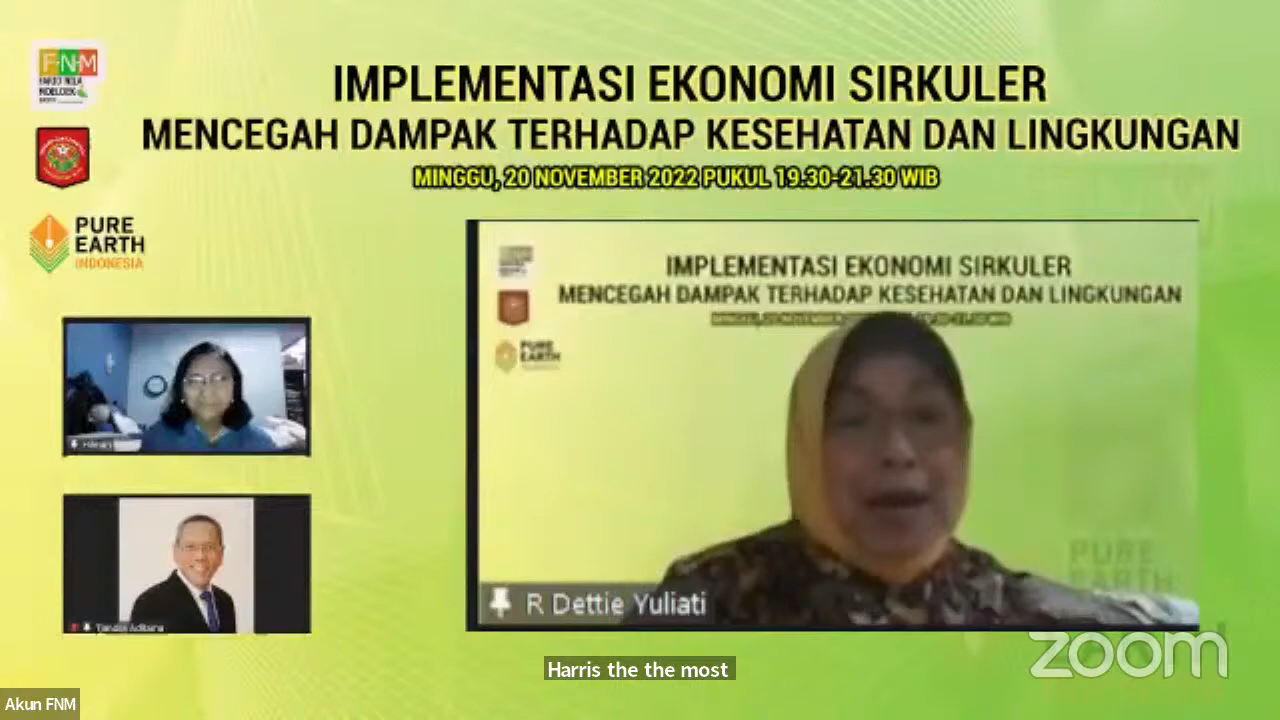 F-N-M
IMPLEMENTASI EKONOMI SIRKULER
MENCEGAH DAMPAK TERHADAP KESEHATAN DAN LINGKUNGAN
MINGGU, 20 NOVEMBER 2022 PUKUL 19.30-21.30 WIB
PURE
EARTH
INDONESIA
IMPLEMENTASI EKONOMI SIRKULER
MENCEGAH DAMPAK TERHADAP KESEHATAN DAN LINGKUNGAN
PURE
EARTH
PURE
EARTH
R Dettie Yuliati
zoom
Harris the the most
Akun FNM